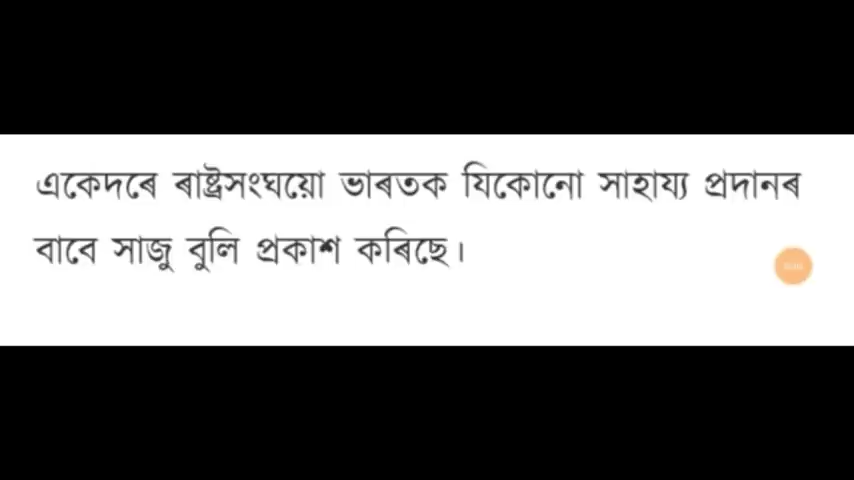 একেদৰে ৰাষ্ট্ৰসংঘয়ো ভাৰতক যিকোনো সাহায্য প্ৰদানৰ
বাবে সাজু বুলি প্ৰকাশ কৰিছে।